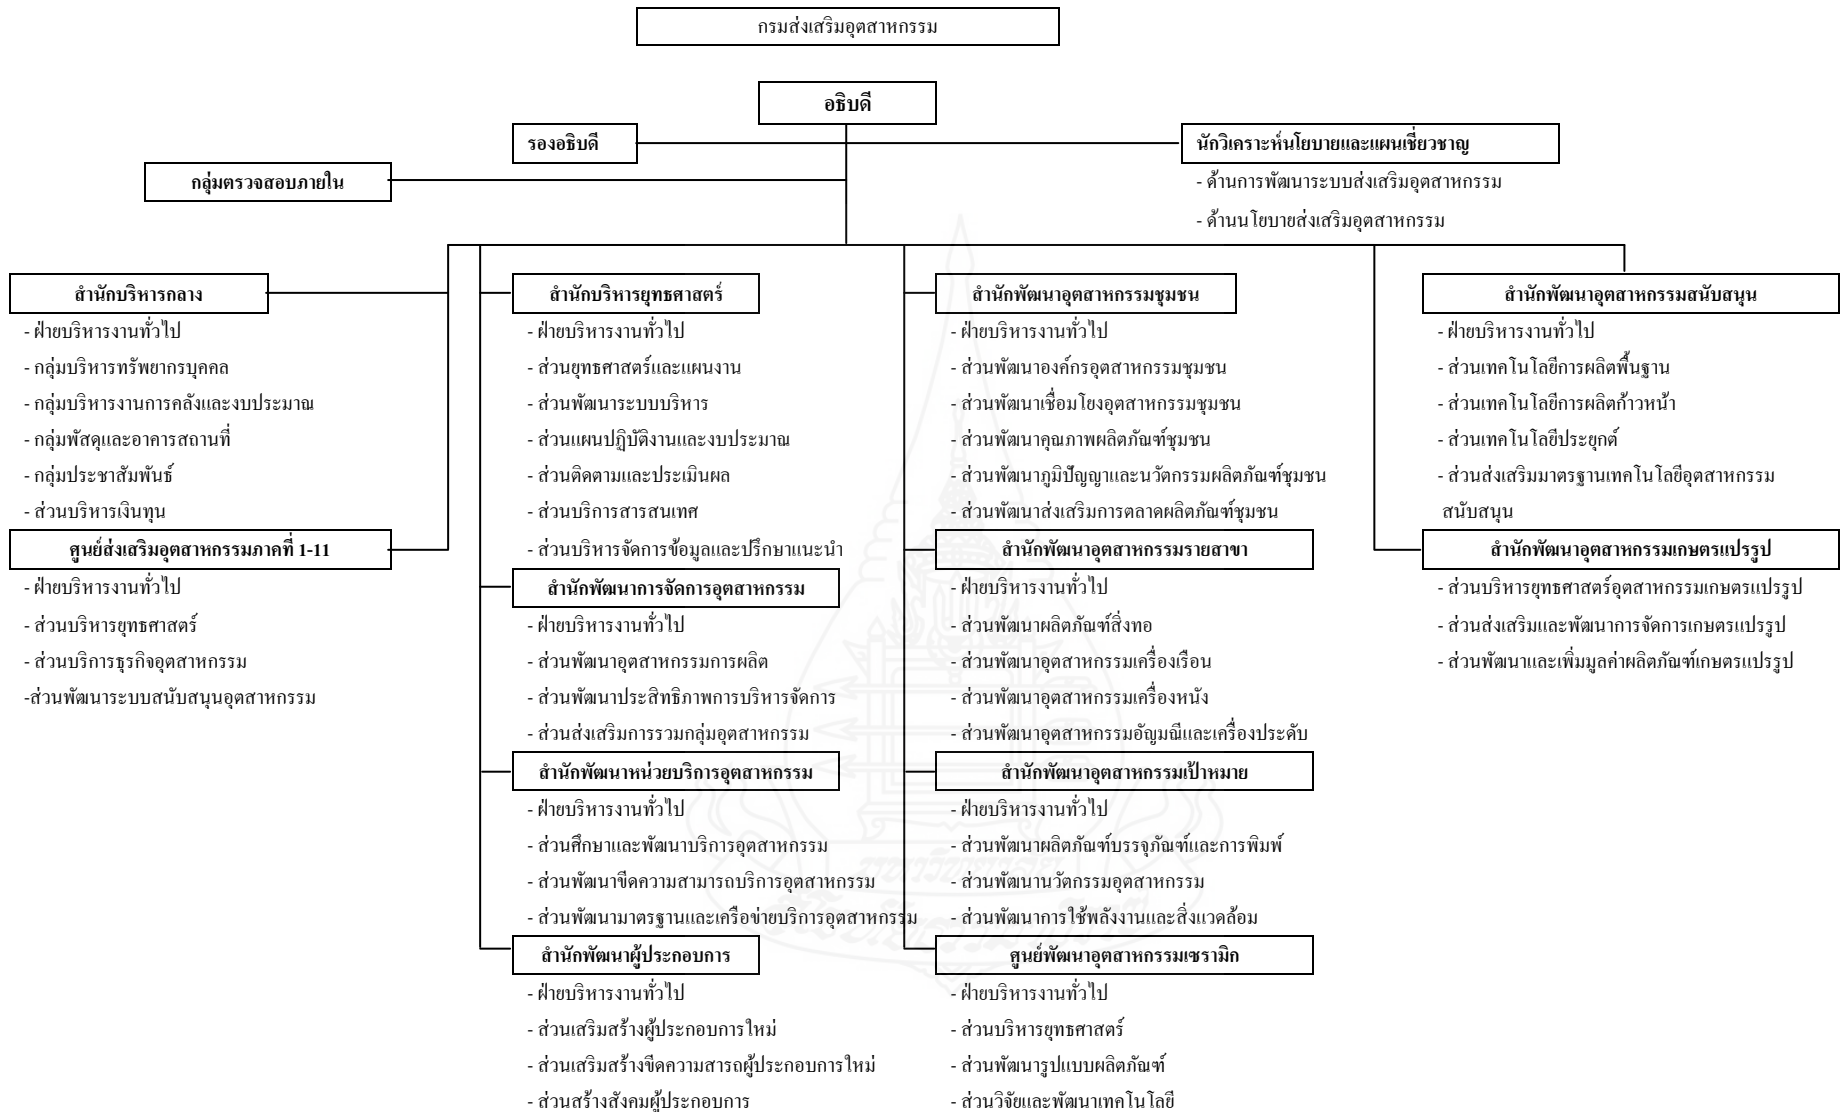 กรมส่งเสริมอุตสาหกรรม
อธิบดี
รองอธิบดี
นักวิเคราะห์นโยบายและแผนเชี่ยวชาญ
- ด้านการพัฒนาระบบส่งเสริมอุตสาหกรรม
- ด้านนโยบายส่งเสริมอุตสาหกรรม
กลุ่มตรวจสอบภายใน
สำนักบริหารกลาง
- ฝ่ายบริหารงานทั่วไป
- กลุ่มบริหารทรัพยากรบุคคล
- กลุ่มบริหารงานการคลังและงบประมาณ
- กลุ่มพัสดุและอาคารสถานที่
- กลุ่มประชาสัมพันธ์
- ส่วนบริหารเงินทุน
ศูนย์ส่งเสริมอุตสาหกรรมภาคที่ 1-11
- ฝ่ายบริหารงานทั่วไป
- ส่วนบริหารยุทธศาสตร์
- ส่วนบริการธุรกิจอุตสาหกรรม
-ส่วนพัฒนาระบบสนับสนุนอุตสาหกรรม
สำนักบริหารยุทธศาสตร์
- ฝ่ายบริหารงานทั่วไป
- ส่วนยุทธศาสตร์และแผนงาน
- ส่วนพัฒนาระบบบริหาร
- ส่วนแผนปฏิบัติงานและงบประมาณ
- ส่วนติดตามและประเมินผล
- ส่วนบริการสารสนเทศ
- ส่วนบริหารจัดการข้อมูลและปรึกษาแนะนำ
สำนักพัฒนาการจัดการอุตสาหกรรม
- ฝ่ายบริหารงานทั่วไป
- ส่วนพัฒนาอุตสาหกรรมการผลิต
- ส่วนพัฒนาประสิทธิภาพการบริหารจัดการ
- ส่วนส่งเสริมการรวมกลุ่มอุตสาหกรรม
สำนักพัฒนาหน่วยบริการอุตสาหกรรม
- ฝ่ายบริหารงานทั่วไป
- ส่วนศึกษาและพัฒนาบริการอุตสาหกรรม
- ส่วนพัฒนาขีดความสามารถบริการอุตสาหกรรม
- ส่วนพัฒนามาตรฐานและเครือข่ายบริการอุตสาหกรรม
สำนักพัฒนาผู้ประกอบการ
- ฝ่ายบริหารงานทั่วไป
- ส่วนเสริมสร้างผู้ประกอบการใหม่
- ส่วนเสริมสร้างขีดความสารถผู้ประกอบการใหม่
- ส่วนสร้างสังคมผู้ประกอบการ
สำนักพัฒนาอุตสาหกรรมชุมชน
- ฝ่ายบริหารงานทั่วไป
- ส่วนพัฒนาองค์กรอุตสาหกรรมชุมชน
- ส่วนพัฒนาเชื่อมโยงอุตสาหกรรมชุมชน
- ส่วนพัฒนาคุณภาพผลิตภัณฑ์ชุมชน
- ส่วนพัฒนาภูมิปัญญาและนวัตกรรมผลิตภัณฑ์ชุมชน
- ส่วนพัฒนาส่งเสริมการตลาดผลิตภัณฑ์ชุมชน
สำนักพัฒนาอุตสาหกรรมรายสาขา
- ฝ่ายบริหารงานทั่วไป
- ส่วนพัฒนาผลิตภัณฑ์สิ่งทอ
- ส่วนพัฒนาอุตสาหกรรมเครื่องเรือน
- ส่วนพัฒนาอุตสาหกรรมเครื่องหนัง
- ส่วนพัฒนาอุตสาหกรรมอัญมณีและเครื่องประดับ
สำนักพัฒนาอุตสาหกรรมเป้าหมาย
- ฝ่ายบริหารงานทั่วไป
- ส่วนพัฒนาผลิตภัณฑ์บรรจุภัณฑ์และการพิมพ์
- ส่วนพัฒนานวัตกรรมอุตสาหกรรม
- ส่วนพัฒนาการใช้พลังงานและสิ่งแวดล้อม
ศูนย์พัฒนาอุตสาหกรรมเซรามิก
- ฝ่ายบริหารงานทั่วไป
- ส่วนบริหารยุทธศาสตร์
- ส่วนพัฒนารูปแบบผลิตภัณฑ์
- ส่วนวิจัยและพัฒนาเทคโนโลยี
สำนักพัฒนาอุตสาหกรรมสนับสนุน
- ฝ่ายบริหารงานทั่วไป
- ส่วนเทคโนโลยีการผลิตพื้นฐาน
- ส่วนเทคโนโลยีการผลิตก้าวหน้า
- ส่วนเทคโนโลยีประยุกต์
- ส่วนส่งเสริมมาตรฐานเทคโนโลยีอุตสาหกรรม
สนับสนุน
สำนักพัฒนาอุตสาหกรรมเกษตรแปรรูป
- ส่วนบริหารยุทธศาสตร์อุตสาหกรรมเกษตรแปรรูป
- ส่วนส่งเสริมและพัฒนาการจัดการเกษตรแปรรูป
- ส่วนพัฒนาและเพิ่มมูลค่าผลิตภัณฑ์เกษตรแปรรูป